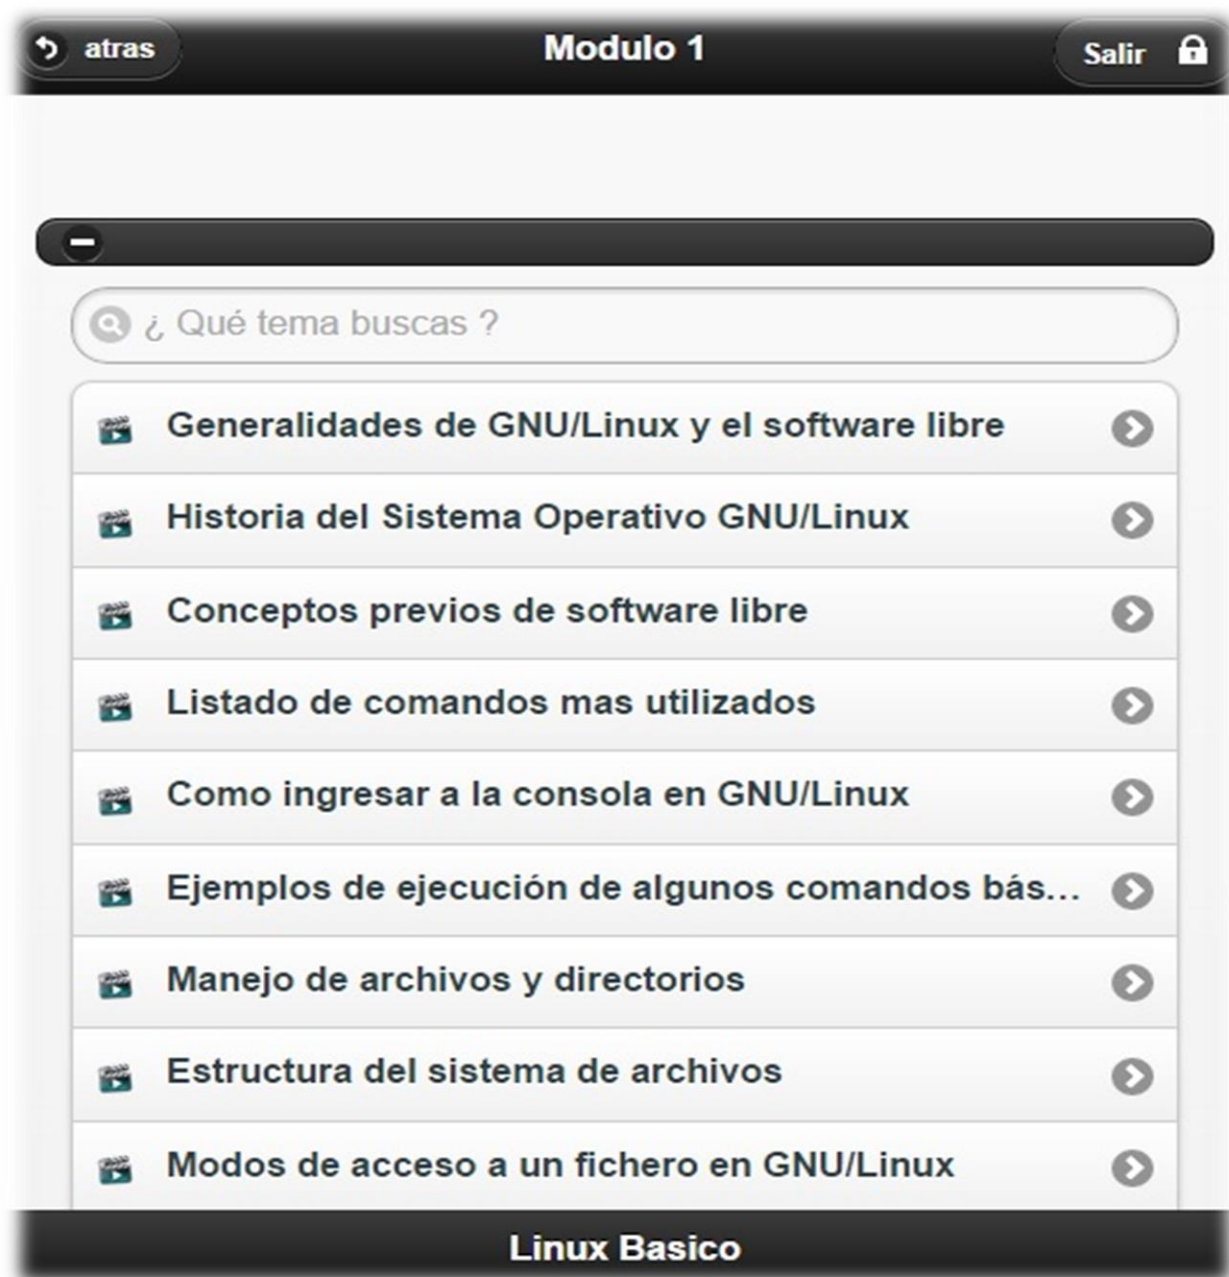 atras
Modulo 1
Salir
¿ Qué tema buscas ?
Generalidades de GNU/Linux y el software libre
Historia del Sistema Operativo GNU/Linux
Conceptos previos de software libre
Listado de comandos mas utilizados
Como ingresar a la consola en GNU/Linux
Ejemplos de ejecución de algunos comandos bás...
Manejo de archivos y directorios
Estructura del sistema de archivos
Modos de acceso a un fichero en GNU/Linux
Linux Basico